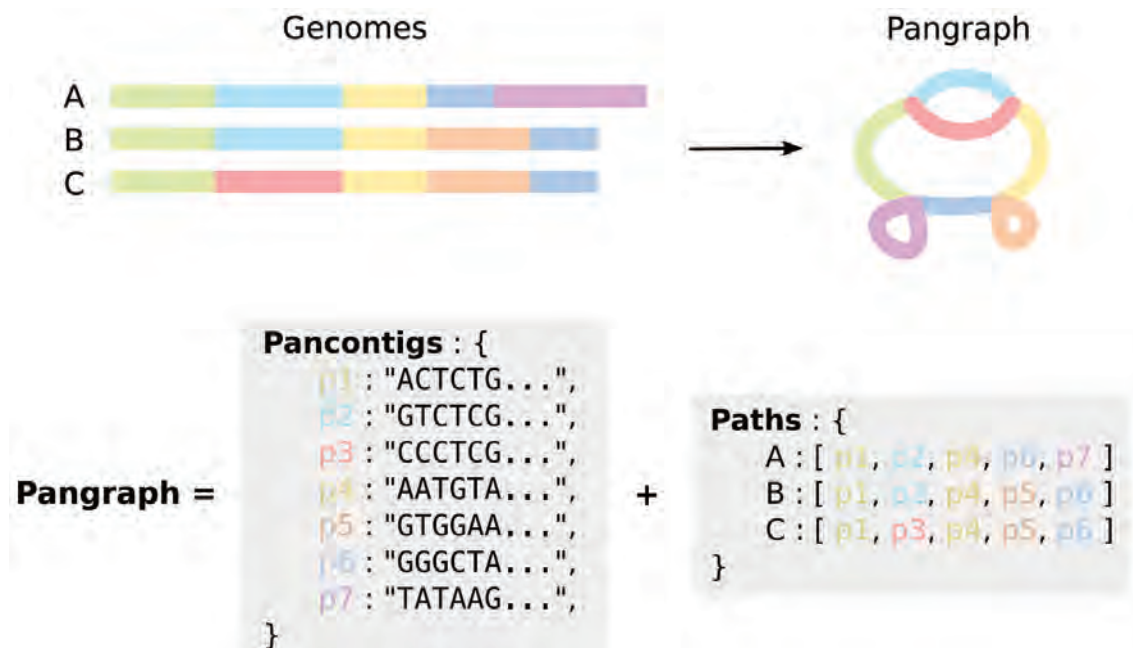 Genomes
Pangraph
A
B
C
Pangraph =
Pancontigs : {
p1 : "ACTCTG...",
p2 : "GTCTCG...",
p3 : "CCCTCG...",
p4 : "AATGTA...",
p5 : "GTGGAA...",
p6 : "GGGCTA...",
p7 : "TATAAG...",
}
+
Paths : {
A : [ p1, p2, p4, p6, p7 ]
B : [ p1, p3, p4, p5, p6 ]
C : [ p1, p3, p4, p5, p6 ]
}